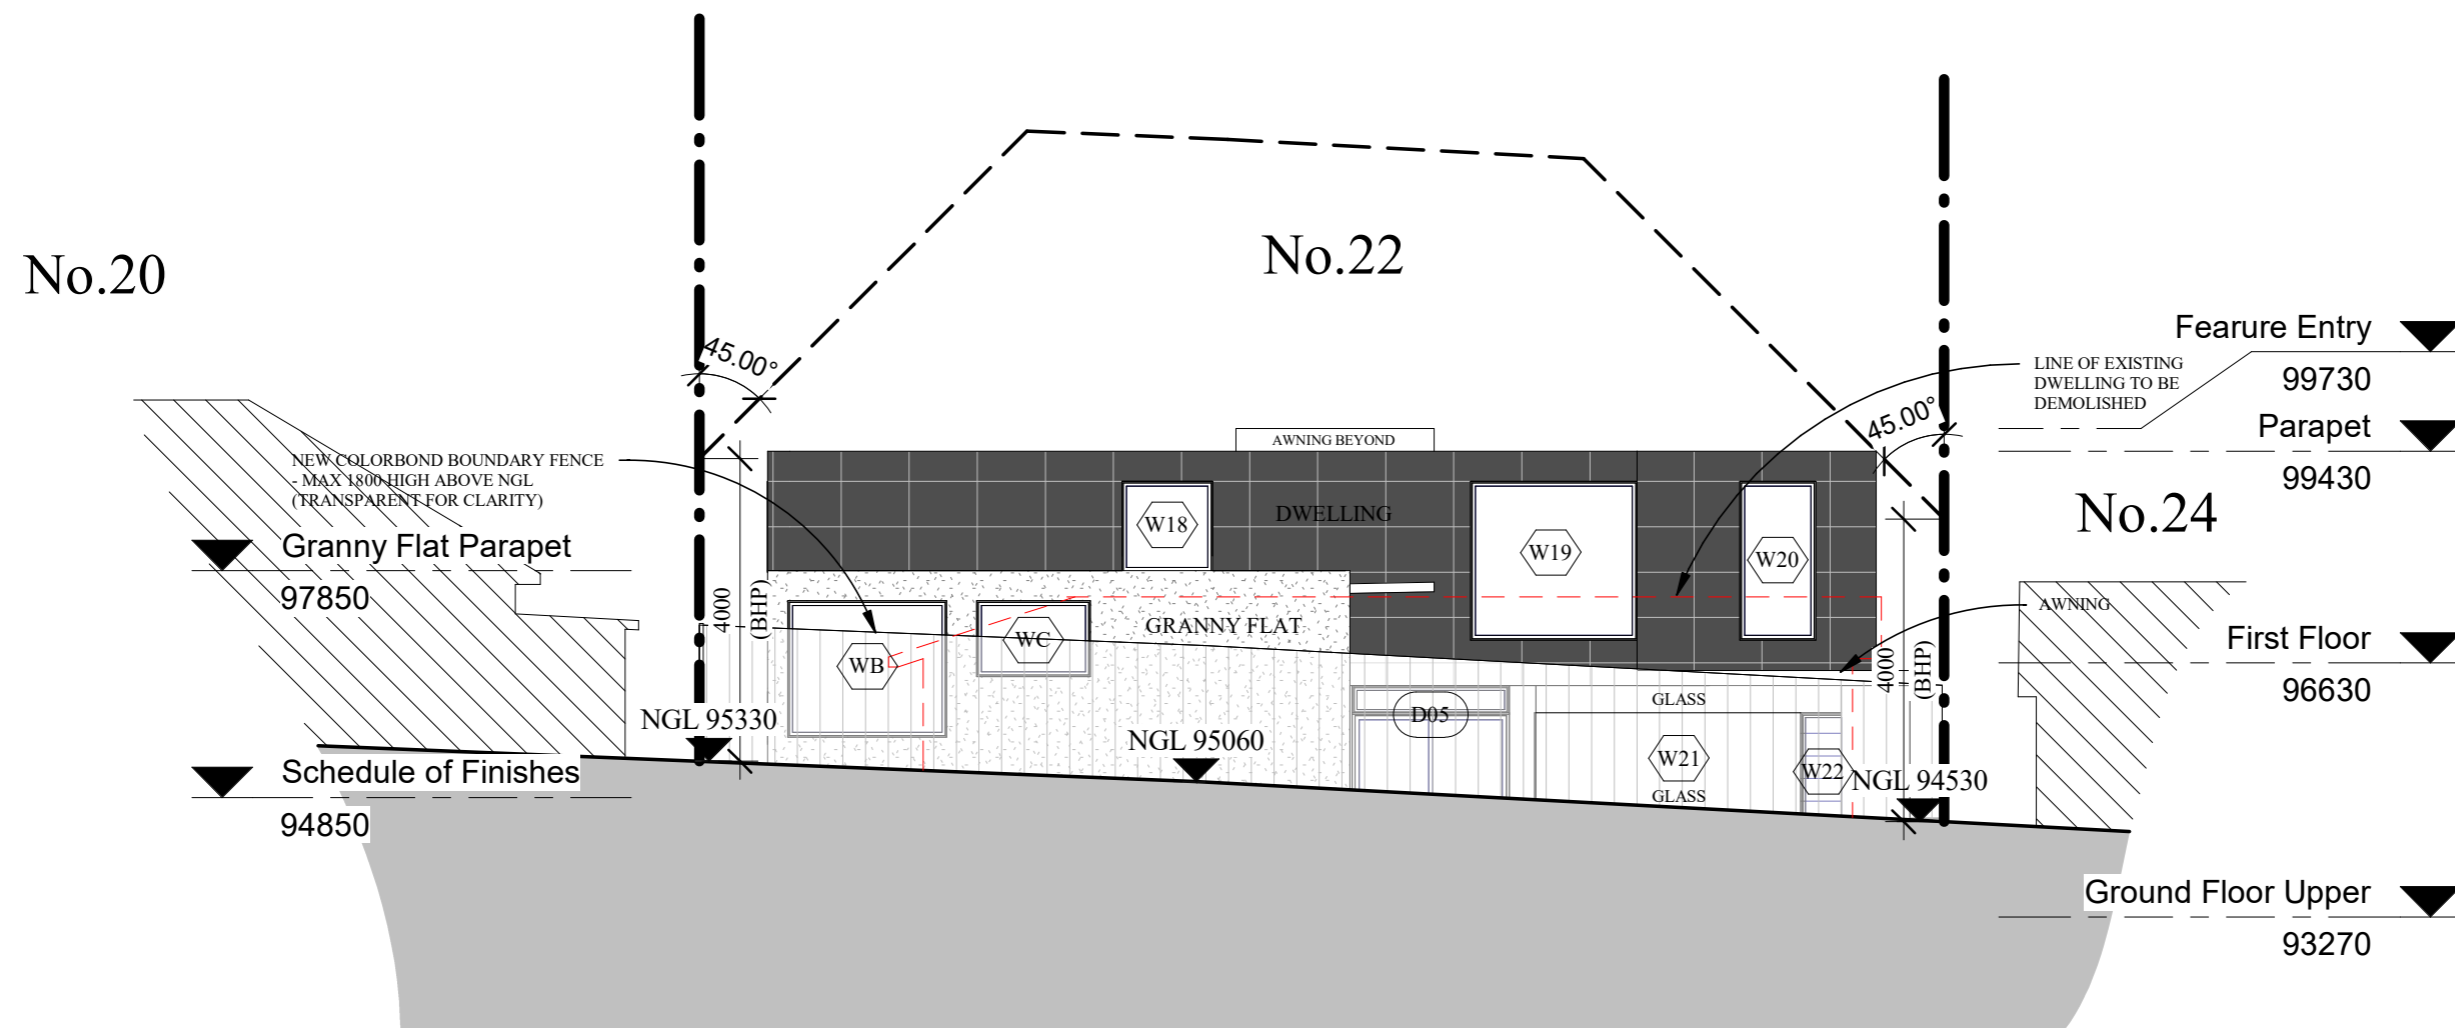 No.20
No.22
No.24
45.00°
45.00°
Fearure Entry
99730
Parapet
99430
LINE OF EXISTING
DWELLING TO BE
DEMOLISHED
AWNING BEYOND
NEW COLORBOND BOUNDARY FENCE
- MAX 1800 HIGH ABOVE NGL
(TRANSPARENT FOR CLARITY)
Granny Flat Parapet
97850
DWELLING
W18
W19
W20
4000
(BHP)
GRANNY FLAT
WB
WC
AWNING
First Floor
96630
4000
(BHP)
NGL 95330
NGL 95060
NGL 94530
D05
GLASS
W21
W22
GLASS
Schedule of Finishes
94850
Ground Floor Upper
93270